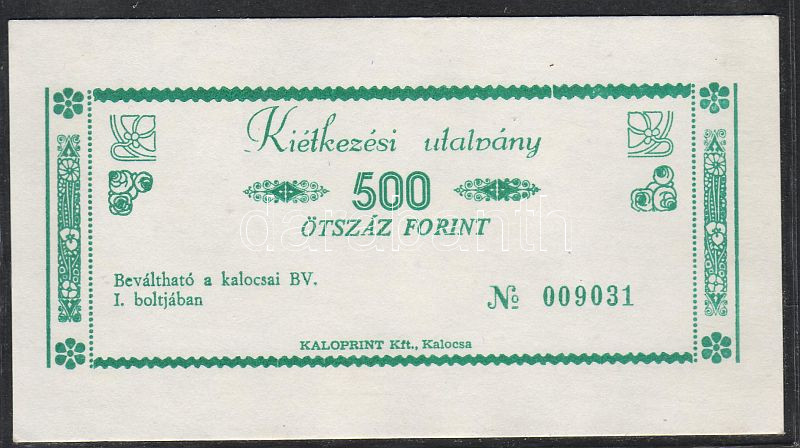 Kiétkezési utalvány
500
ÖTSZÁZ FORINT
Beváltható a kalocsai BV.
I. boltjában
№ 009031
KALOPRINT Kft., Kalocsa